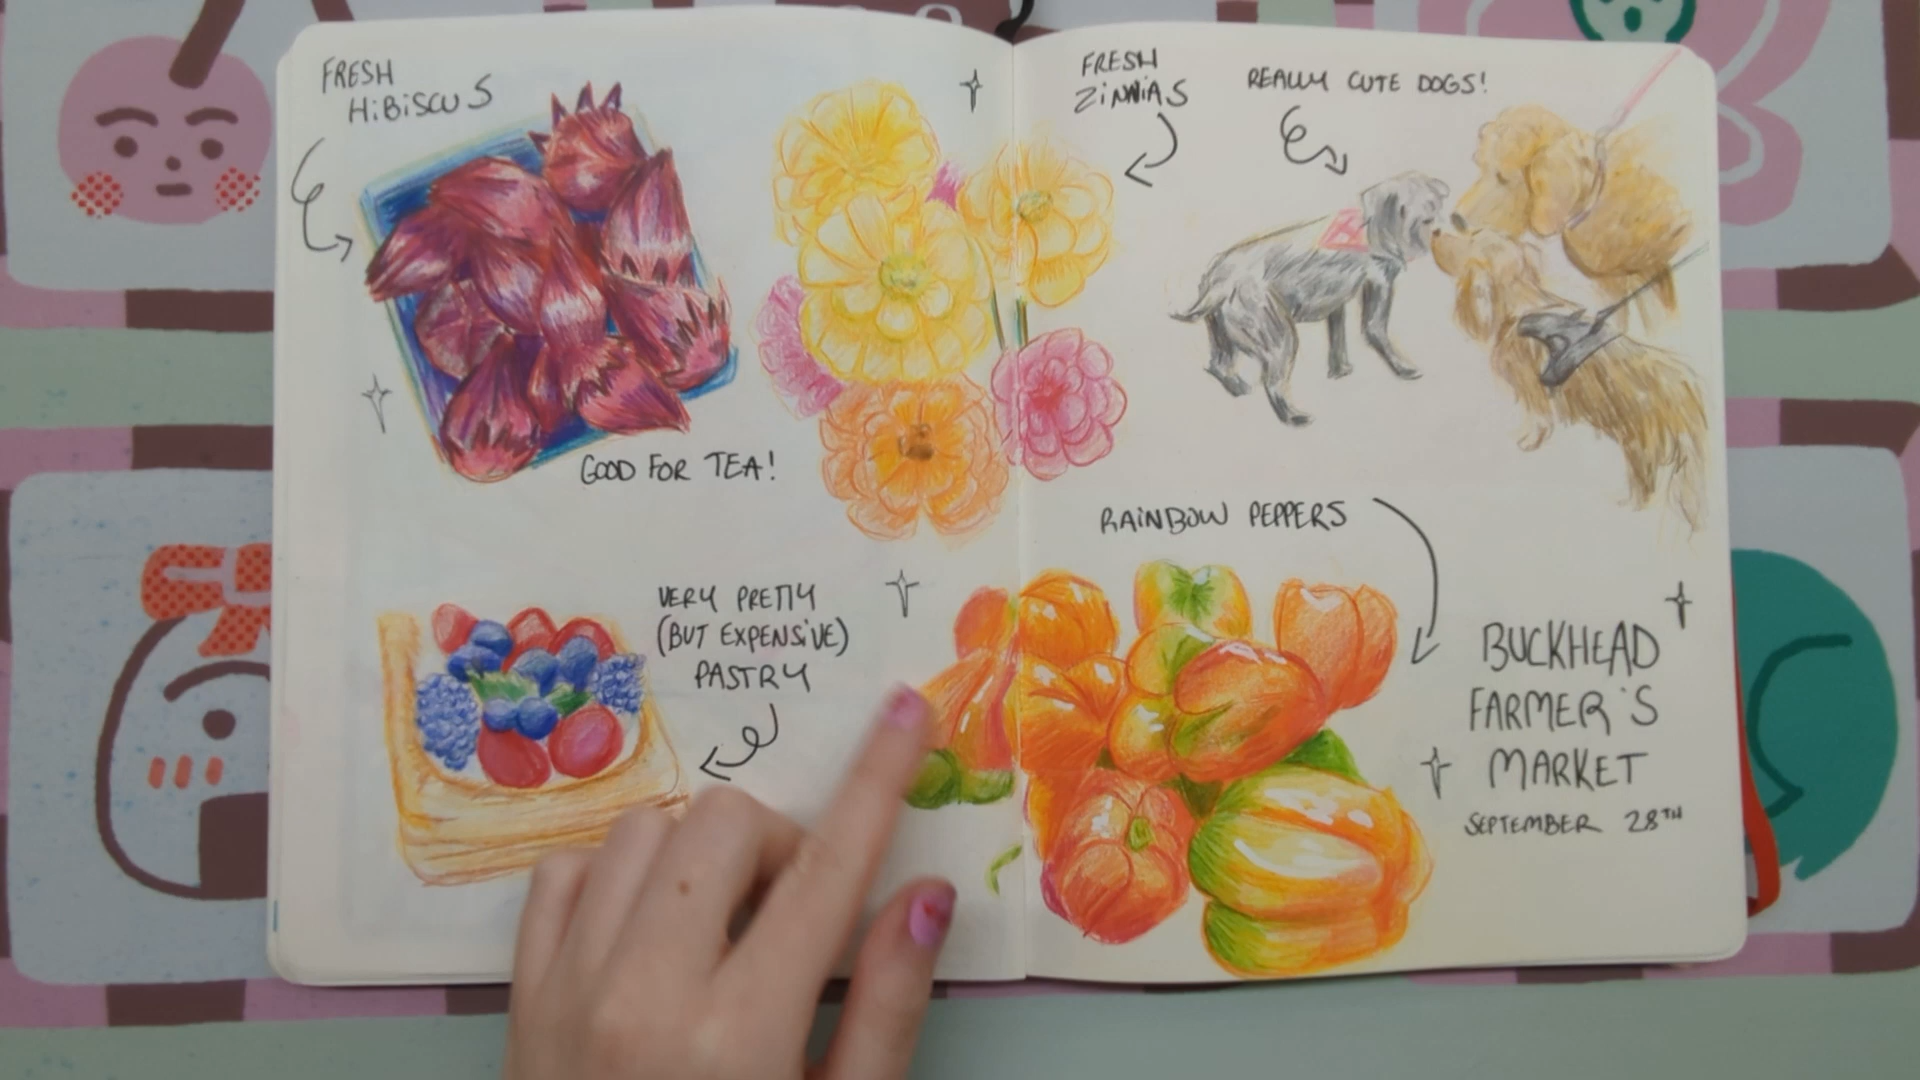 FRESH
HiBiSCUS
GOOD FOR TEA!
VERY PRETTY
(BUT EXPENSiVE)
PASTRY
FRESH
ZiNNiAS
REALLY CUTE DOGS!
RAiNBOW PEPPERS
BUCKHEAD
FARMER'S
MARKET
SEPTEMBER 28TH